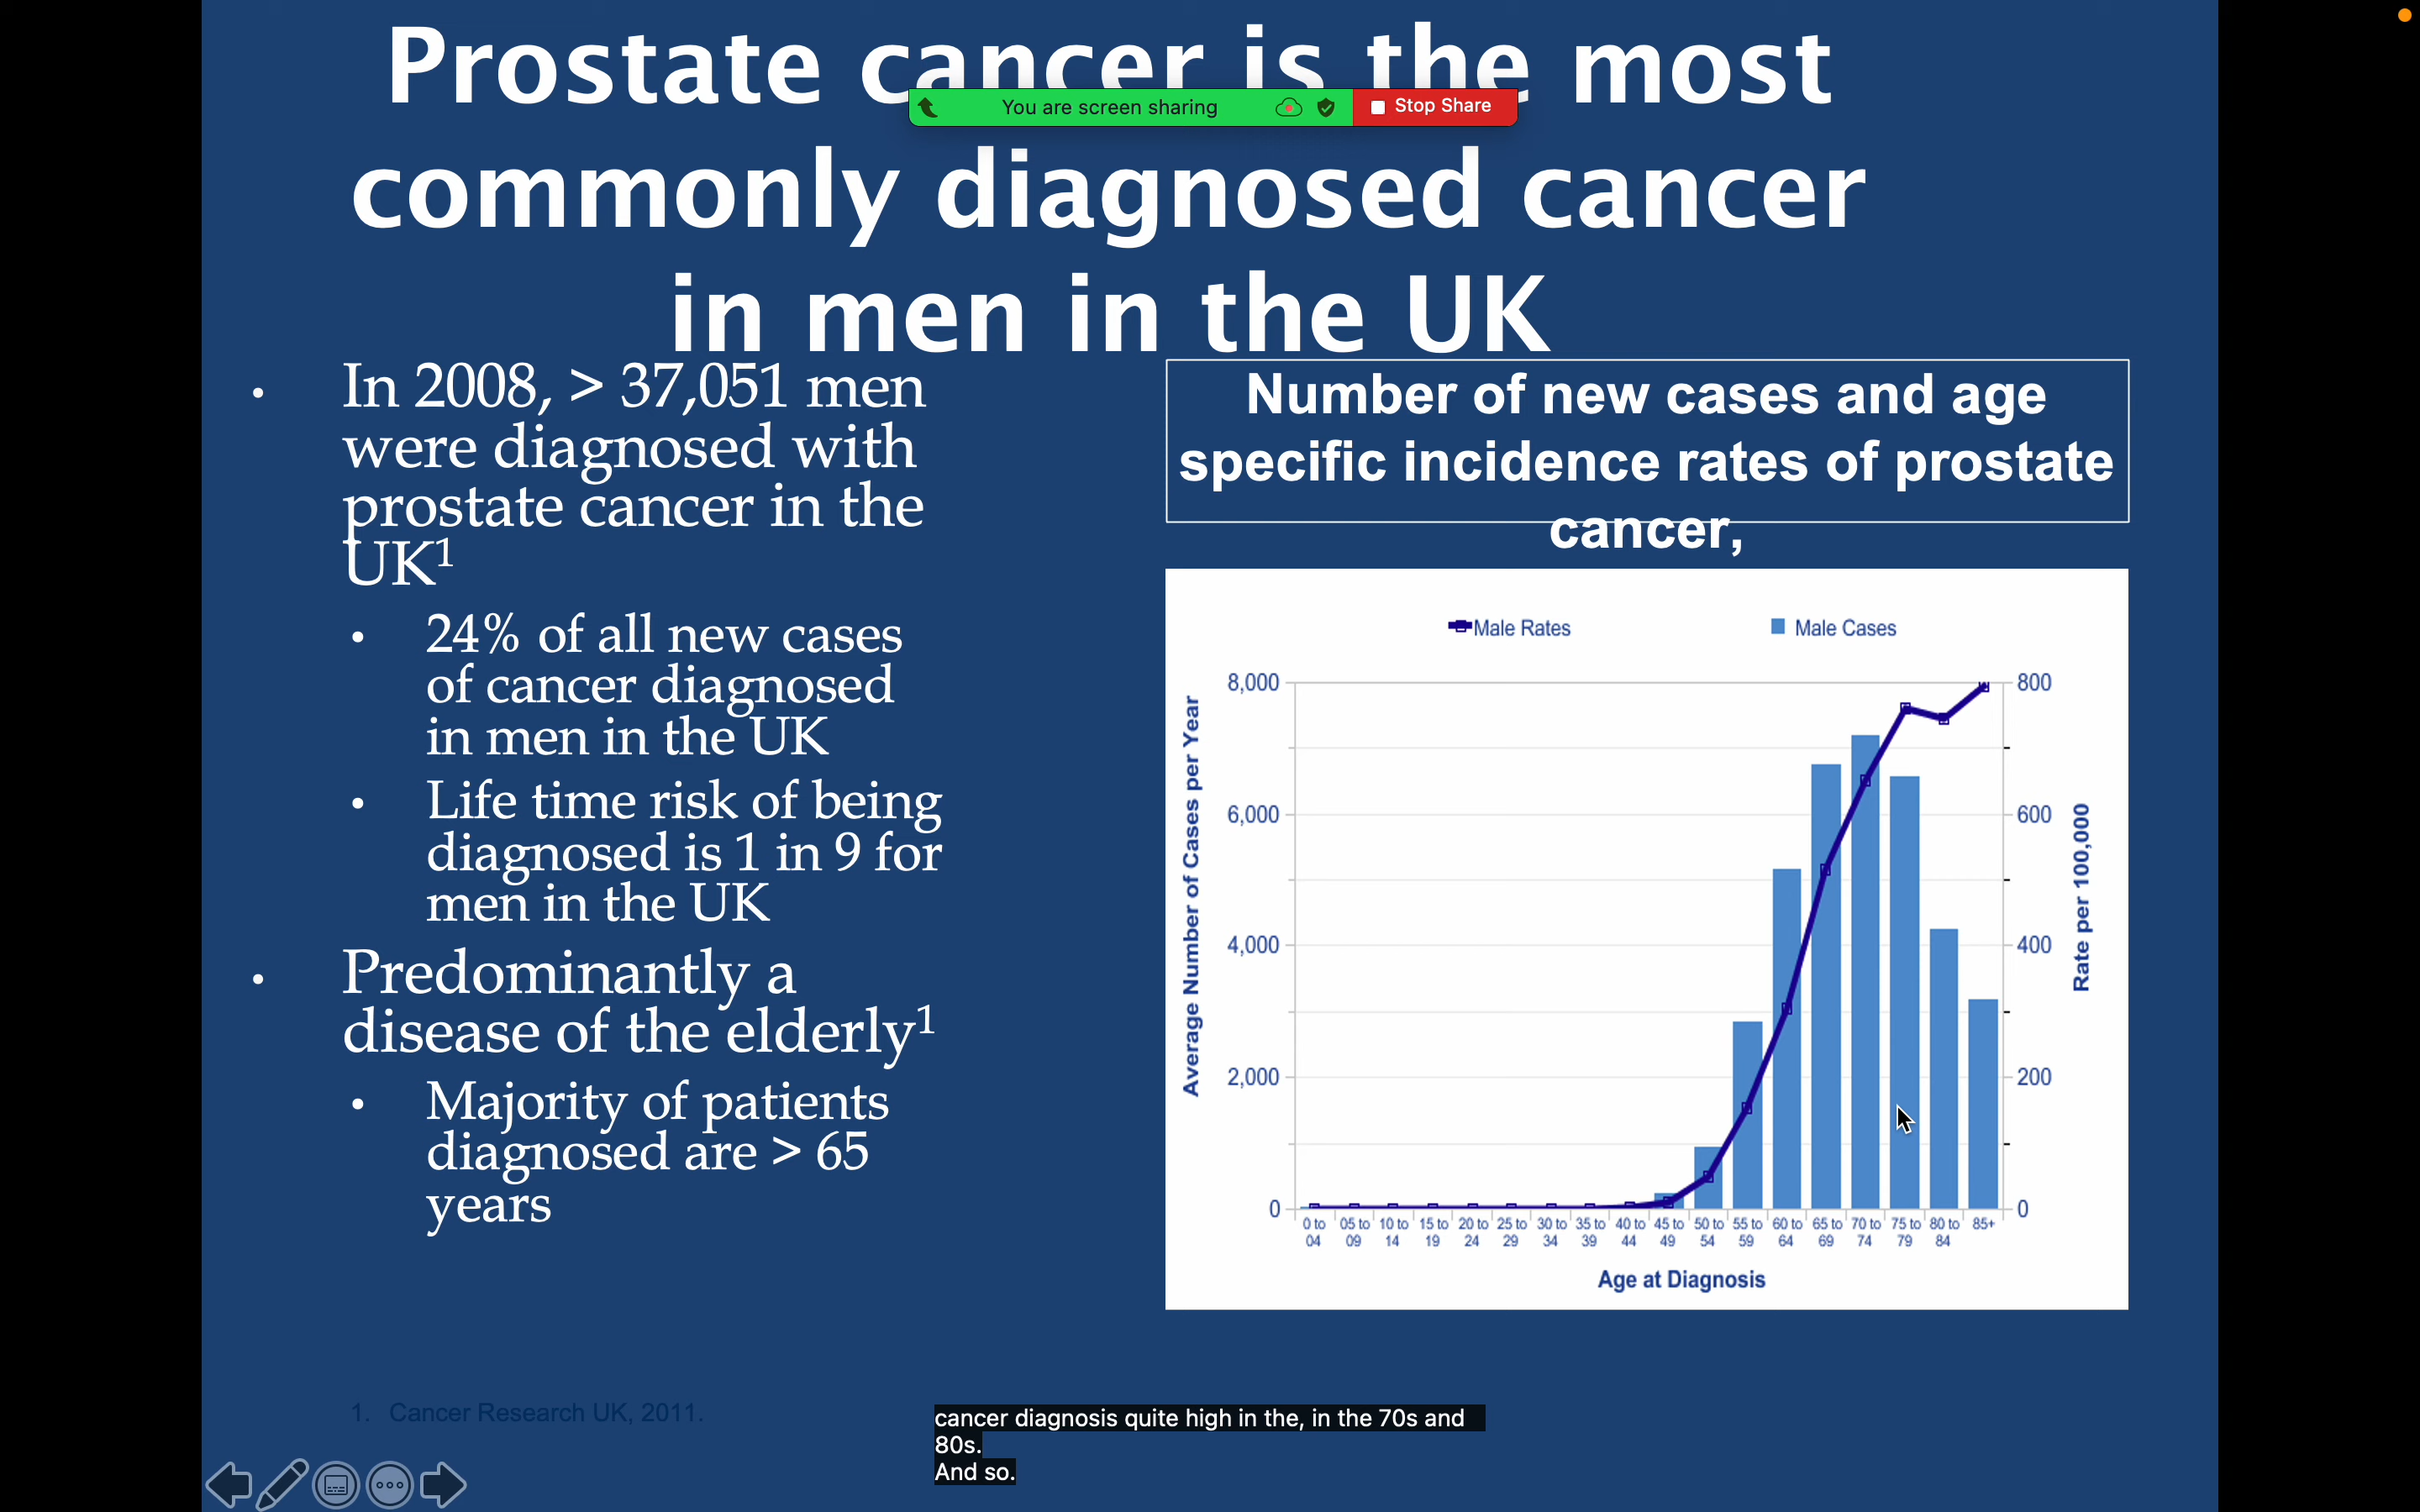 Prostate cancer is the most
You are screen sharing
Stop Share
commonly diagnosed cancer
in men in the UK
• In 2008, > 37,051 men
were diagnosed with
prostate cancer in the
UK1
• 24% of all new cases
of cancer diagnosed
in men in the UK
• Life time risk of being
diagnosed is 1 in 9 for
men in the UK
• Predominantly a
disease of the elderly1
• Majority of patients
diagnosed are > 65
years
Number of new cases and age
specific incidence rates of prostate
cancer,
Male Rates
Male Cases
Average Number of Cases per Year
8,000
6,000
4,000
2,000
0
800
600
400
200
0
Rate per 100,000
0 to 05 to 10 to 15 to 20 to 25 to 30 to 35 to 40 to 45 to 50 to 55 to 60 to 65 to 70 to 75 to 80 to 85+
04 09 14 19 24 29 34 39 44 49 54 59 64 69 74 79 84
Age at Diagnosis
1. Cancer Research UK, 2011.
cancer diagnosis quite high in the, in the 70s and
80s.
And so.